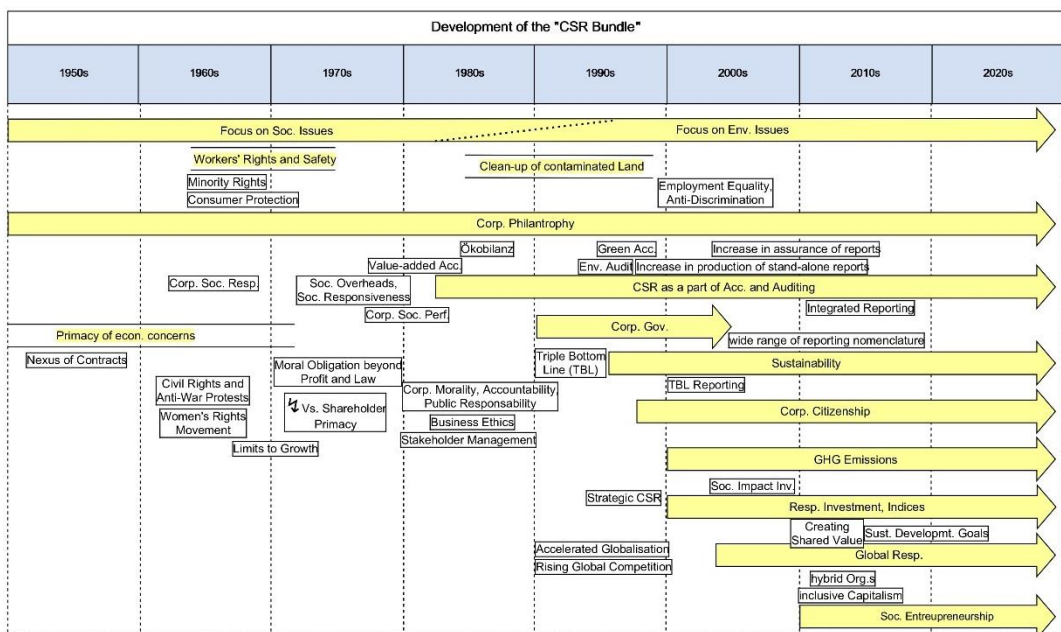 Development of the "CSR Bundle"
1950s
1960s
1970s
1980s
1990s
2000s
2010s
2020s
Focus on Soc. Issues
Focus on Env. Issues
Workers' Rights and Safety
Clean-up of contaminated Land
Minority Rights
Employment Equality,
Anti-Discrimination
Consumer Protection
Corp. Philantrophy
Ökobilanz
Green Acc.
Increase in assurance of reports
Value-added Acc.
Env. Audit
Increase in production of stand-alone reports
Corp. Soc. Resp.
Soc. Overheads,
Soc. Responsiveness
CSR as a part of Acc. and Auditing
Corp. Soc. Perf.
Integrated Reporting
Primacy of econ. concerns
Corp. Gov.
wide range of reporting nomenclature
Nexus of Contracts
Moral Obligation beyond
Profit and Law
Triple Bottom
Line (TBL)
Sustainability
Civil Rights and
Anti-War Protests
Corp. Morality, Accountability,
Public Responsability
TBL Reporting
Women's Rights
Movement
Vs. Shareholder
Primacy
Business Ethics
Corp. Citizenship
Limits to Growth
Stakeholder Management
GHG Emissions
Soc. Impact Inv.
Strategic CSR
Resp. Investment, Indices
Creating
Shared Value
Sust. Developmt. Goals
Accelerated Globalisation
Rising Global Competition
Global Resp.
hybrid Org.s
inclusive Capitalism
Soc. Entreupreneurship